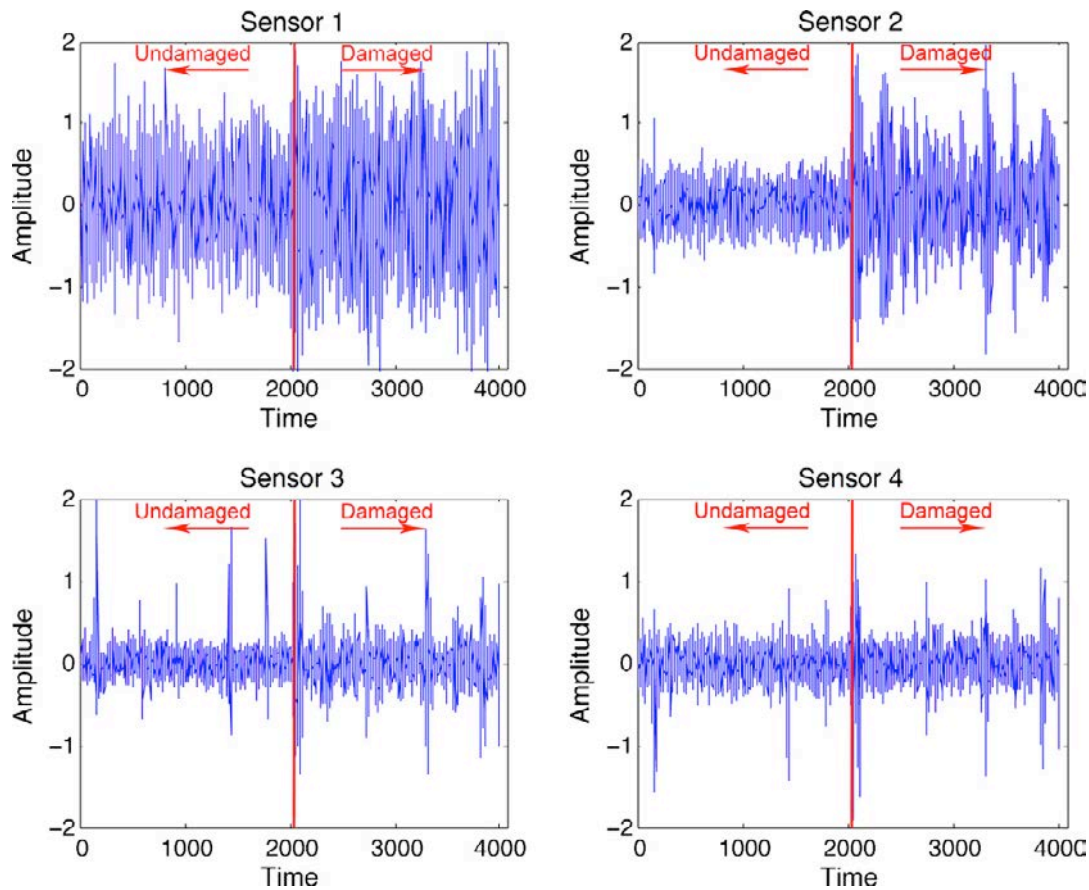 Sensor 1
2
Undamaged
Damaged
1
0
−1
−2
Amplitude
0
1000
2000
3000
4000
Time
Sensor 2
2
Undamaged
Damaged
1
0
−1
−2
Amplitude
0
1000
2000
3000
4000
Time
Sensor 3
2
Undamaged
Damaged
1
0
−1
−2
Amplitude
0
1000
2000
3000
4000
Time
Sensor 4
2
Undamaged
Damaged
1
0
−1
−2
Amplitude
0
1000
2000
3000
4000
Time